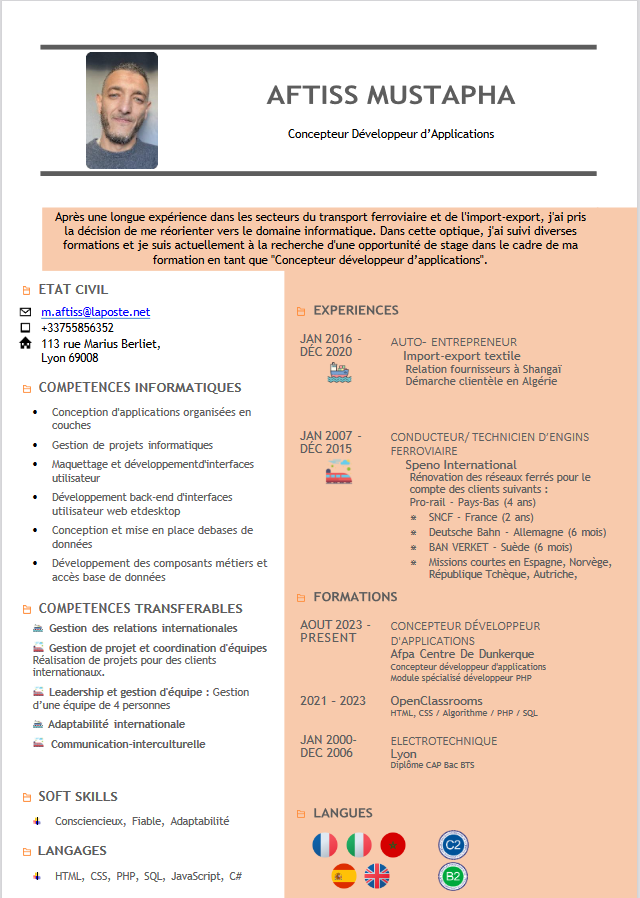 AFTISS MUSTAPHA
Concepteur Développeur d’Applications
Après une longue expérience dans les secteurs du transport ferroviaire et de l'import-export, j'ai pris
la décision de me réorienter vers le domaine informatique. Dans cette optique, j'ai suivi diverses
formations et je suis actuellement à la recherche d'une opportunité de stage dans le cadre de ma
formation en tant que "Concepteur développeur d’applications".
ETAT CIVIL
m.aftiss@laposte.net
+33755856352
113 rue Marius Berliet,
Lyon 69008
COMPETENCES INFORMATIQUES
• Conception d'applications organisées en
couches
• Gestion de projets informatiques
• Maquettage et développementd'interfaces
utilisateur
• Développement back-end d'interfaces
utilisateur web etdesktop
• Conception et mise en place debases de
données
• Développement des composants métiers et
accès base de données
COMPETENCES TRANSFERABLES
Gestion des relations internationales
Gestion de projet et coordination d'équipes
Réalisation de projets pour des clients
internationaux.
Leadership et gestion d'équipe : Gestion
d’une équipe de 4 personnes
Adaptabilité internationale
Communication-interculturelle
SOFT SKILLS
Consciencieux, Fiable, Adaptabilité
LANGAGES
HTML, CSS, PHP, SQL, JavaScript, C#
EXPERIENCES
JAN 2016 -
DÉC 2020
AUTO- ENTREPRENEUR
Import-export textile
Relation fournisseurs à Shangaï
Démarche clientèle en Algérie
JAN 2007 -
DÉC 2015
CONDUCTEUR/ TECHNICIEN D’ENGINS
FERROVIAIRE
Speno International
Rénovation des réseaux ferrés pour le
compte des clients suivants :
Pro-rail - Pays-Bas (4 ans)
SNCF - France (2 ans)
Deutsche Bahn - Allemagne (6 mois)
BAN VERKET - Suède (6 mois)
Missions courtes en Espagne, Norvège,
République Tchèque, Autriche,
FORMATIONS
AOUT 2023 -
PRESENT
CONCEPTEUR DÉVELOPPEUR
D'APPLICATIONS
Afpa Centre De Dunkerque
Concepteur développeur d'applications
Module spécialisé développeur PHP
2021 - 2023
OpenClassrooms
HTML, CSS / Algorithme / PHP / SQL
JAN 2000-
DEC 2006
ELECTROTECHNIQUE
Lyon
Diplôme CAP Bac BTS
LANGUES
C2
B2